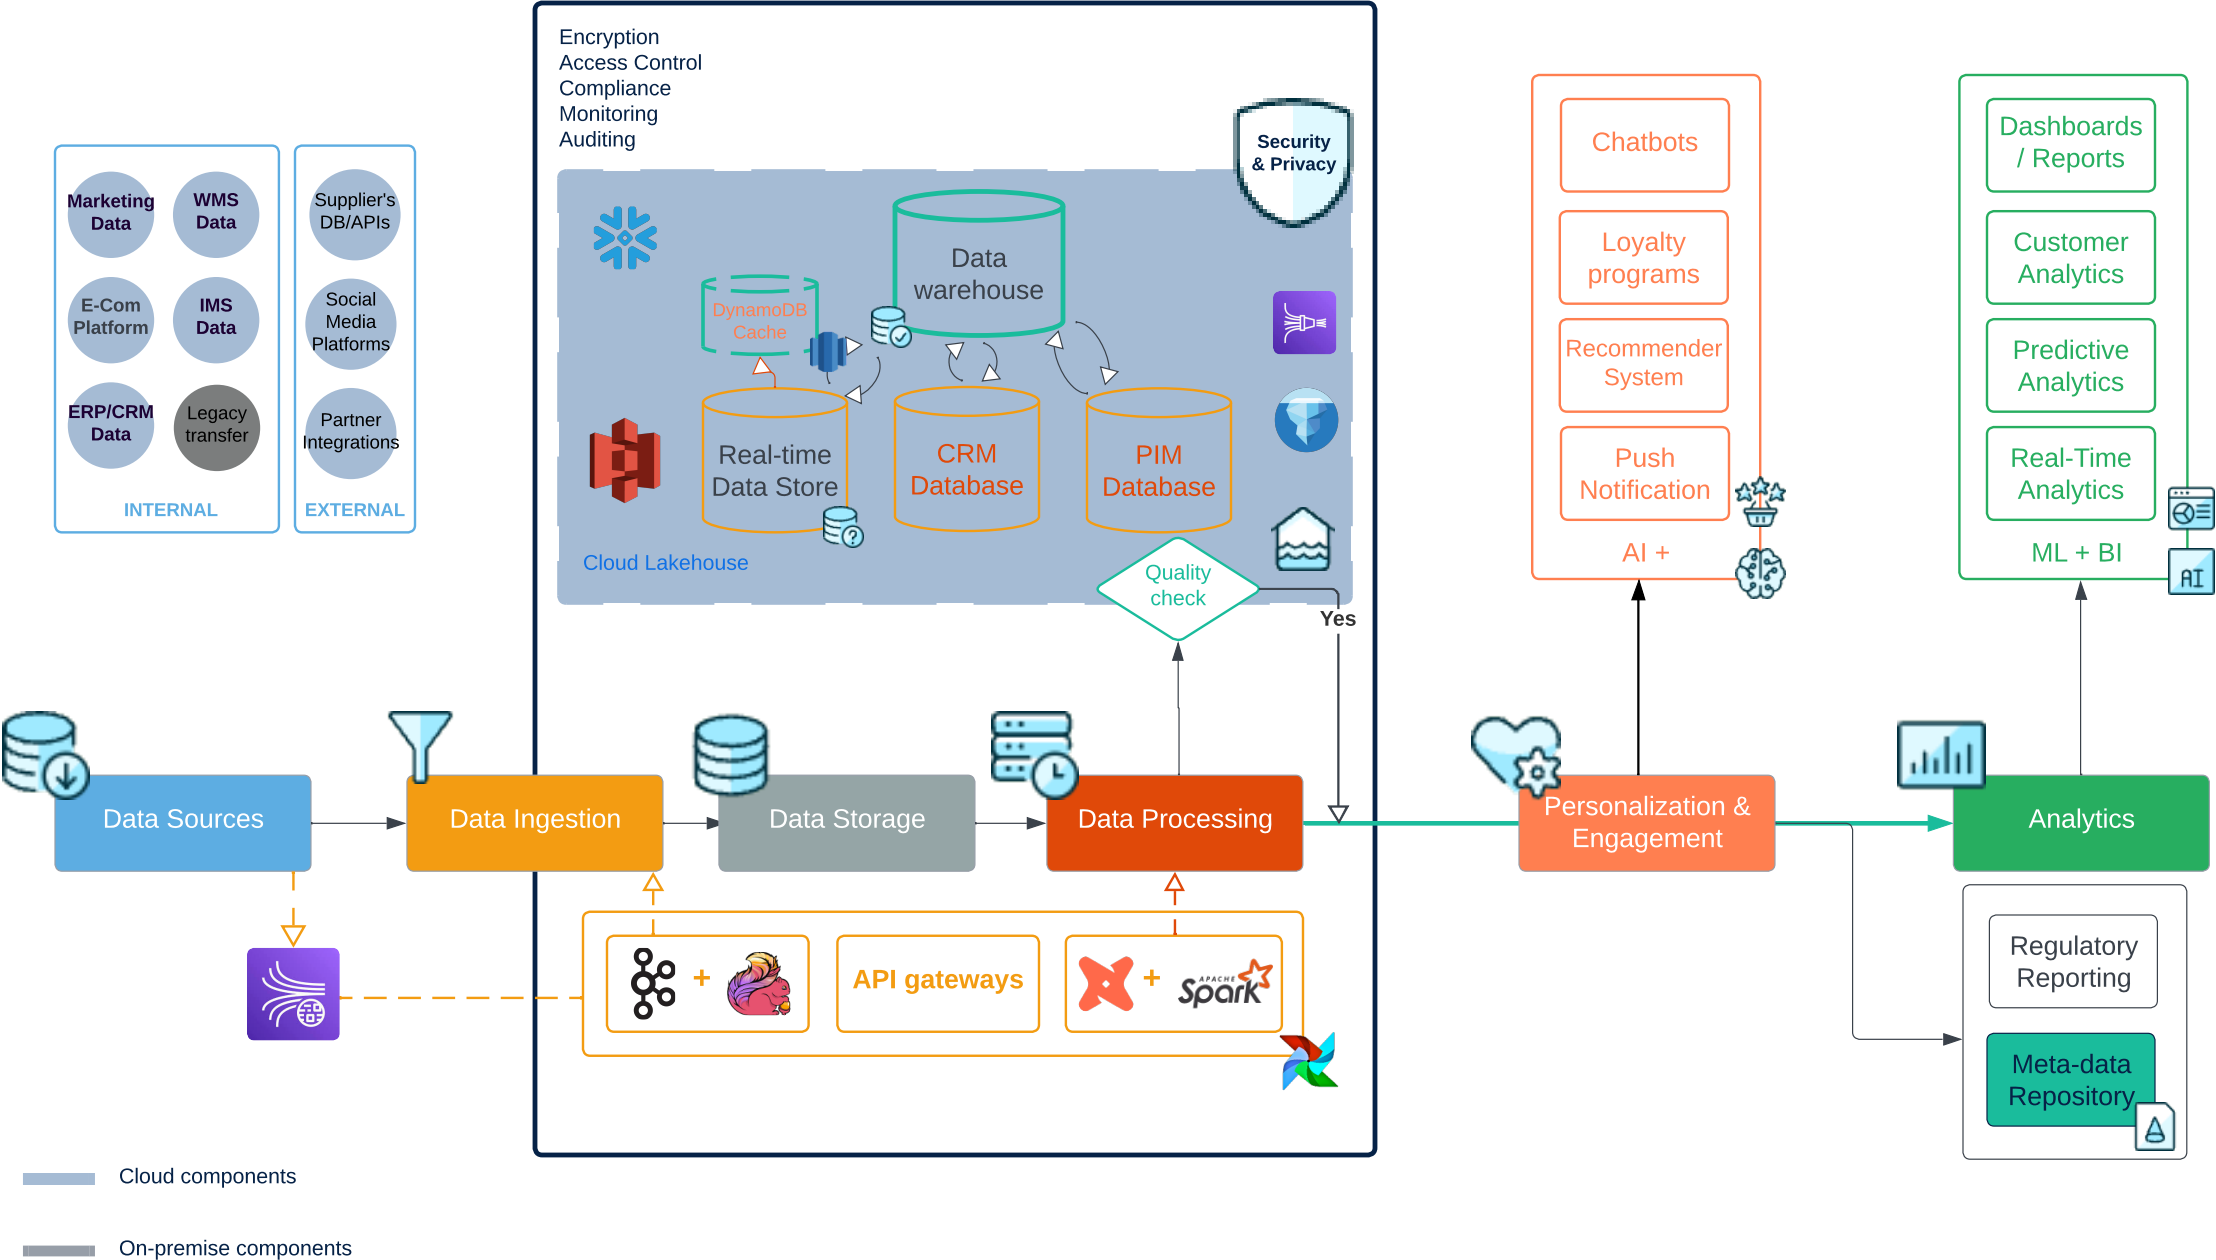 Encryption
Access Control
Compliance
Monitoring
Auditing
Security
& Privacy
Marketing
Data
WMS
Data
E-Com
Platform
IMS
Data
ERP/CRM
Data
Legacy
transfer
INTERNAL
Supplier's
DB/APIs
Social
Media
Platforms
Partner
Integrations
EXTERNAL
Data
warehouse
DynamoDB
Cache
Real-time
Data Store
CRM
Database
PIM
Database
Cloud Lakehouse
Quality
check
Yes
Chatbots
Loyalty
programs
Recommender
System
Push
Notification
AI +
Dashboards
/ Reports
Customer
Analytics
Predictive
Analytics
Real-Time
Analytics
ML + BI
AI
Data Sources
Data Ingestion
Data Storage
Data Processing
Personalization &
Engagement
Analytics
+
API gateways
+
APACHE
Spark
Regulatory
Reporting
Meta-data
Repository
Cloud components
On-premise components